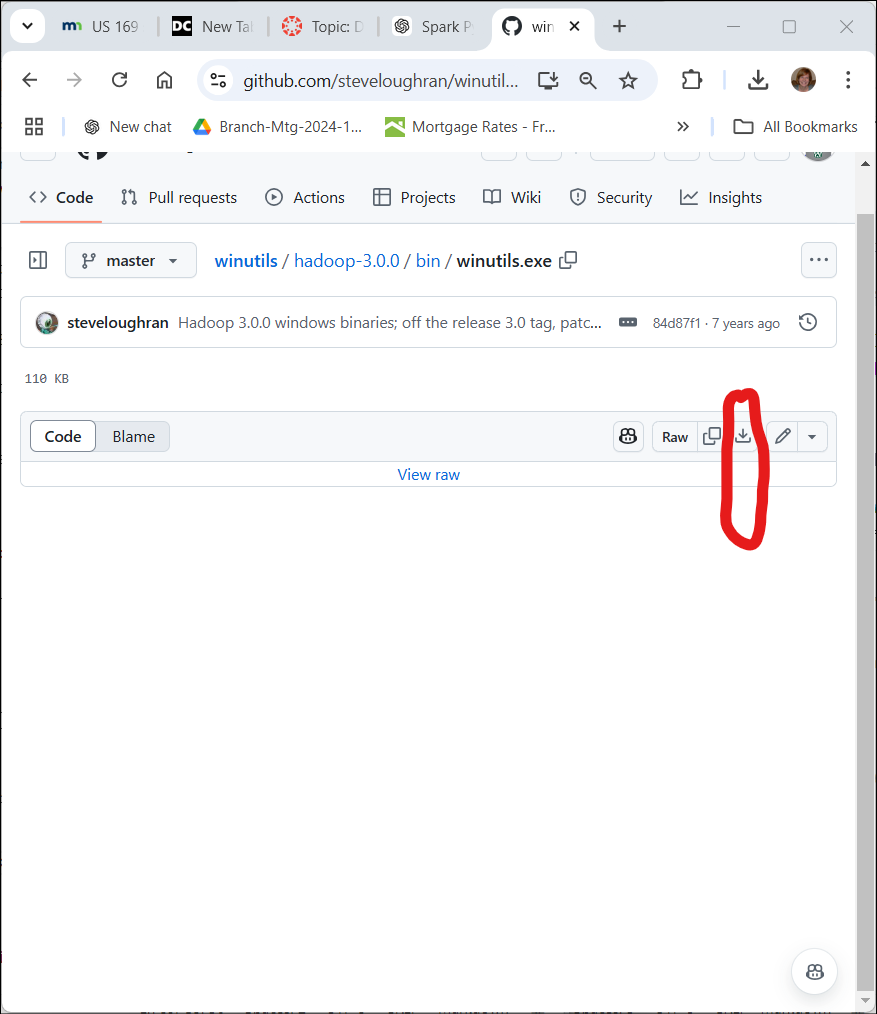 US 169
DC New Tab
Topic: D
Spark P
win
github.com/steveloughran/winutil...
New chat
Branch-Mtg-2024-1...
Mortgage Rates - Fr...
All Bookmarks
Code
Pull requests
Actions
Projects
Wiki
Security
Insights
master
winutils / hadoop-3.0.0 / bin / winutils.exe
steveloughran Hadoop 3.0.0 windows binaries; off the release 3.0 tag, patc... 84d87f1 · 7 years ago
110 KB
Code
Blame
Raw
View raw